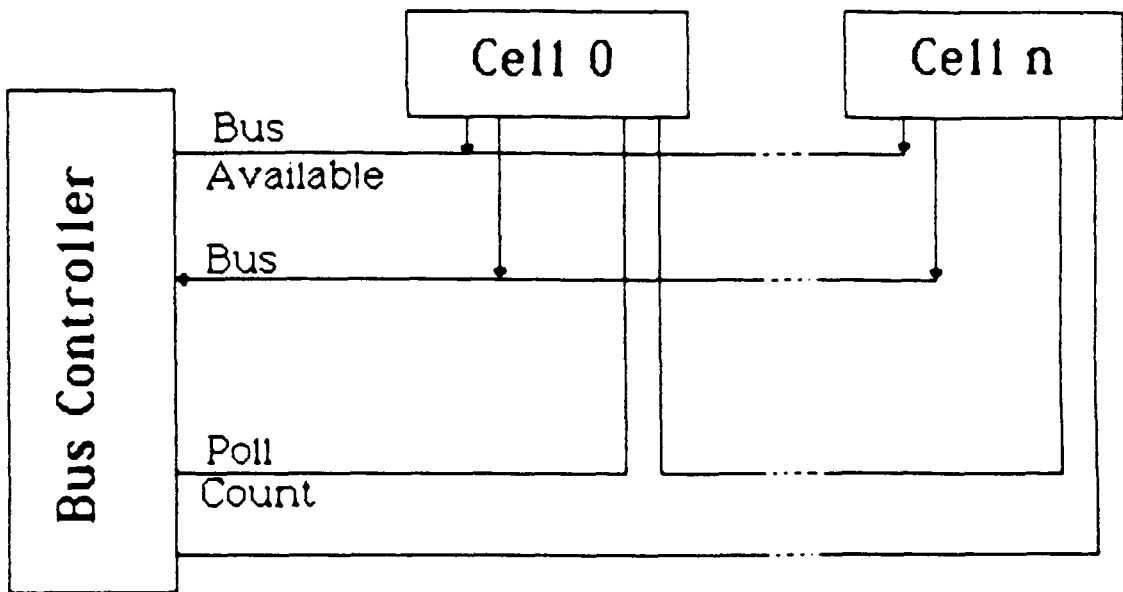 Cell 0
Cell n
Bus Controller
Bus
Available
Bus
Poll
Count